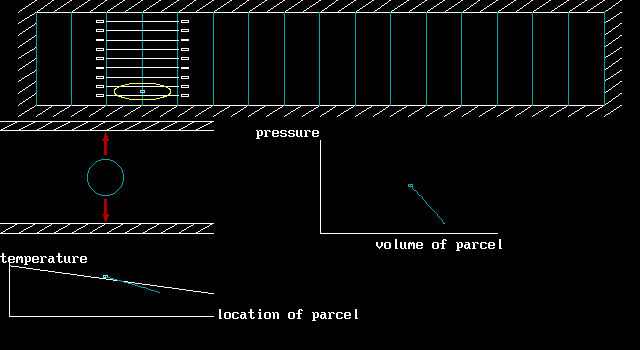 pressure
volume of parcel
temperature
location of parcel